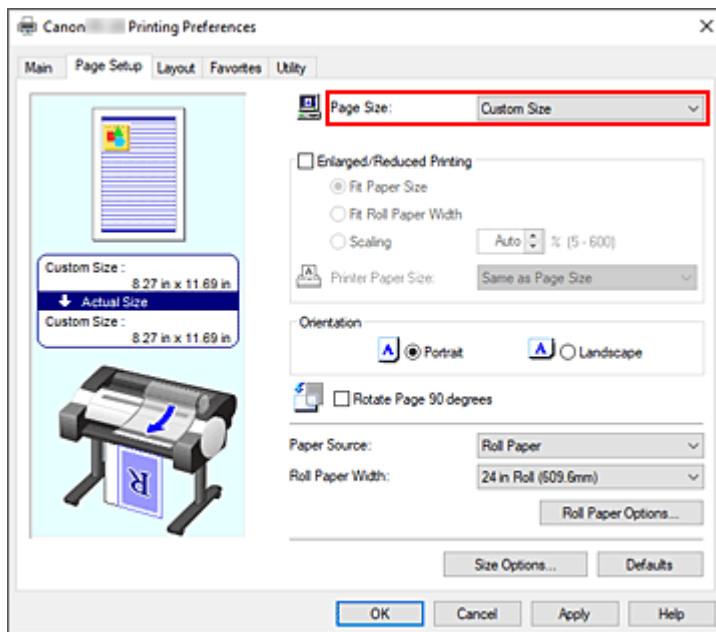 Canon Printing Preferences
Main Page Setup Layout Favorites Utility
Page Size: Custom Size
Enlarged/Reduced Printing
Fit Paper Size
Fit Roll Paper Width
Scaling Auto % (5 - 600)
Printer Paper Size: Same as Page Size
Custom Size :
8.27 in x 11.69 in
Actual Size
Custom Size :
8.27 in x 11.69 in
Orientation
A Portrait A Landscape
Rotate Page 90 degrees
Paper Source: Roll Paper
Roll Paper Width: 24 in Roll (609.6mm)
R
Roll Paper Options...
Size Options... Defaults
OK Cancel Apply Help